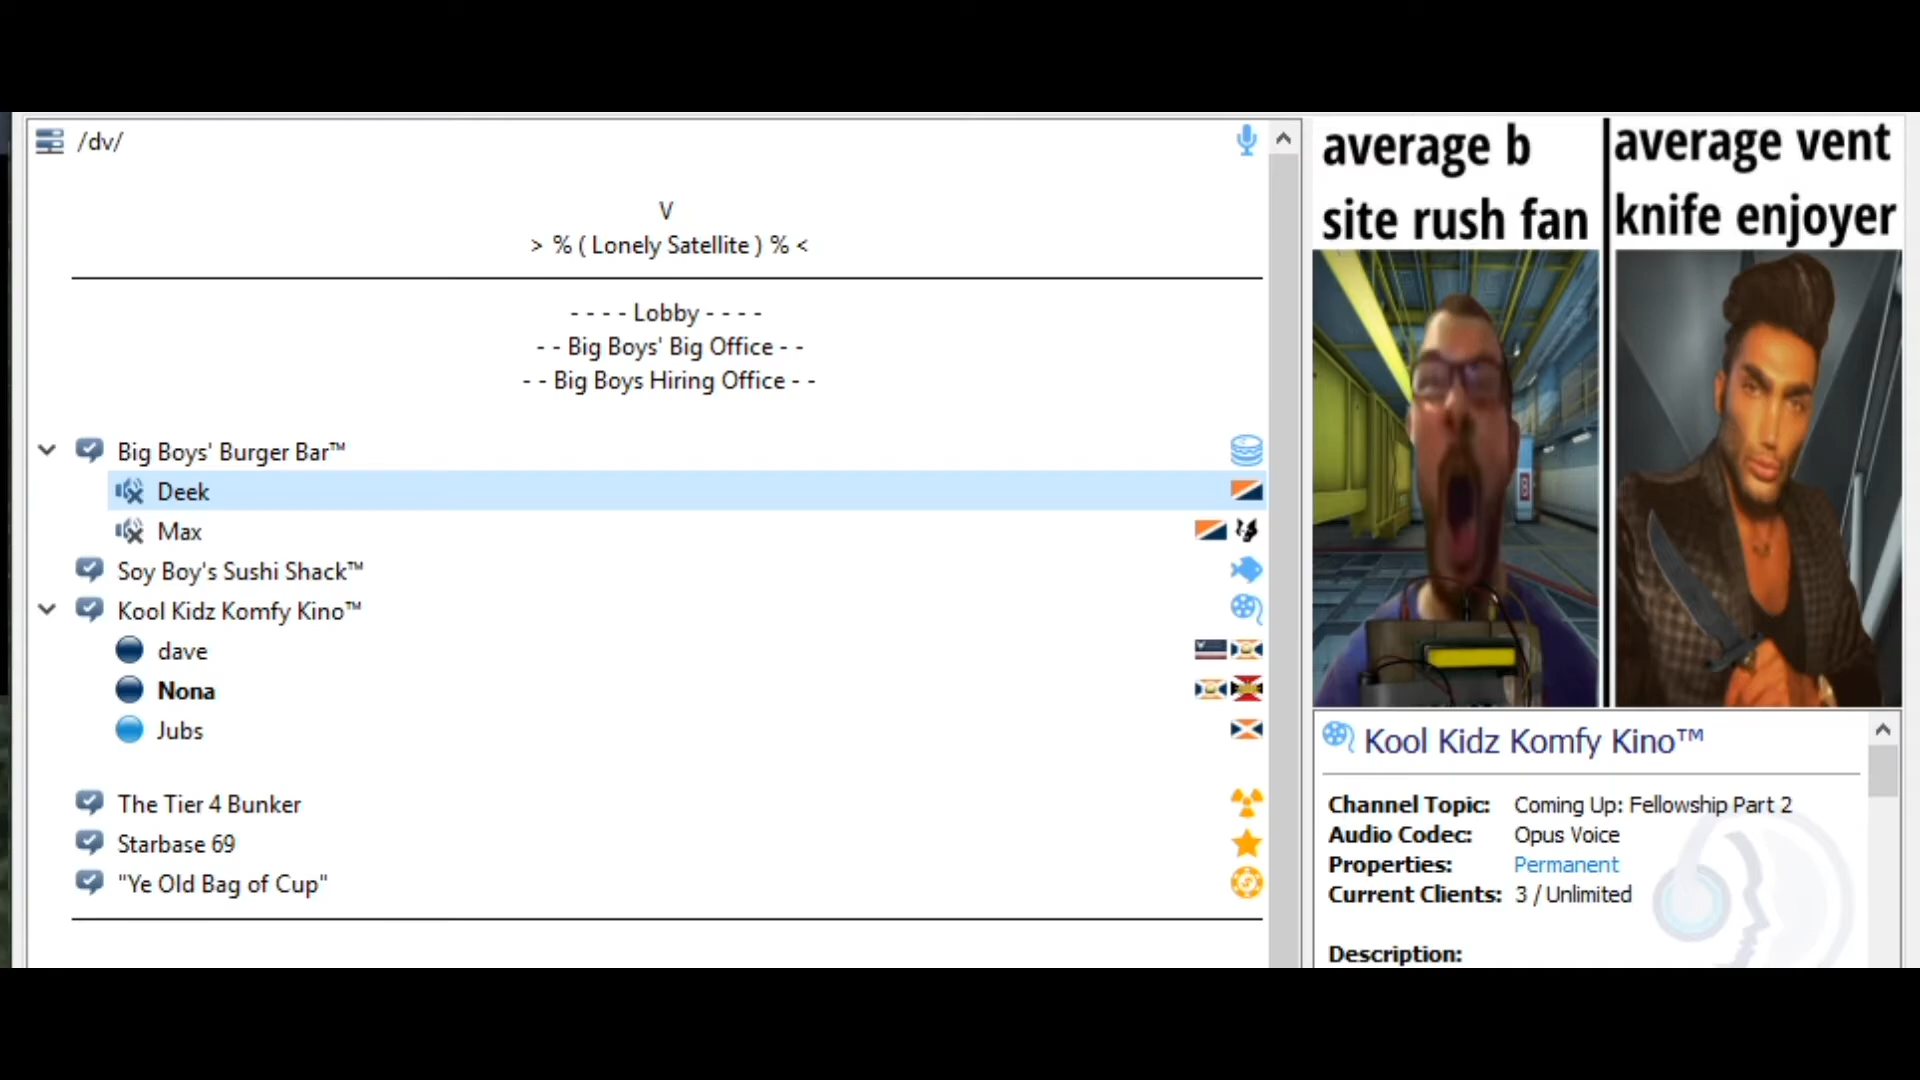 /dv/
V
> % ( Lonely Satellite ) % <
- - - - Lobby - - - -
- - Big Boys' Big Office - -
- - Big Boys Hiring Office - -
Big Boys' Burger Bar™
Deek
Max
Soy Boy's Sushi Shack™
Kool Kidz Komfy Kino™
dave
Nona
Jubs
The Tier 4 Bunker
Starbase 69
"Ye Old Bag of Cup"
average b
site rush fan
average vent
knife enjoyer
Kool Kidz Komfy Kino™
Channel Topic: Coming Up: Fellowship Part 2
Audio Codec: Opus Voice
Properties: Permanent
Current Clients: 3 / Unlimited
Description: